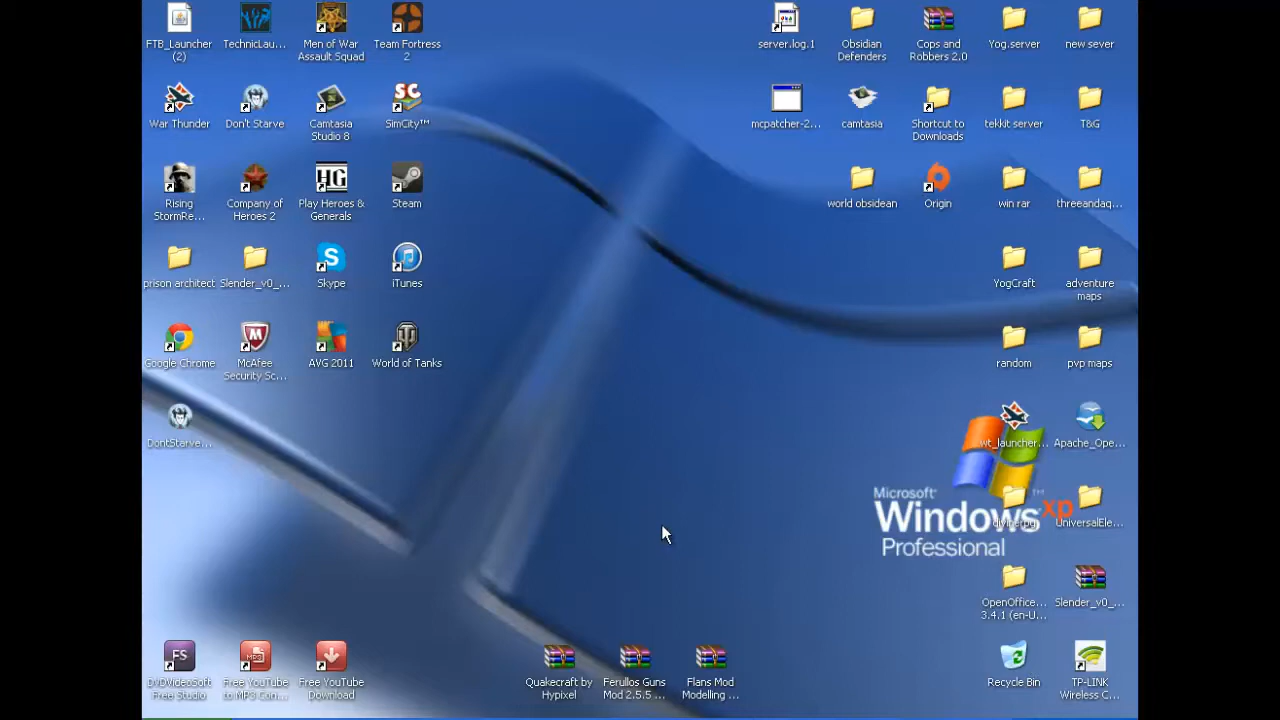 FTB_Launcher
(2)
TechnicLau...
Men of War
Assault Squad
Team Fortress
2
server.log.1
Obsidian
Defenders
Cops and
Robbers 2.0
Yog.server
new sever
War Thunder
Don't Starve
Camtasia
Studio 8
SC
SimCity™
mcpatcher-2...
camtasia
Shortcut to
Downloads
tekkit server
T&G
Rising
StormRe...
Company of
Heroes 2
HG
Play Heroes &
Generals
Steam
world obsidean
Origin
win rar
threeandaq...
prison architect
Slender_v0_...
S
Skype
iTunes
YogCraft
adventure
maps
Google Chrome
McAfee
Security Sc...
AVG 2011
World of Tanks
random
pvp maps
DontStarve...
wt_launcher...
Apache_Ope...
Microsoft®
Windows xp
Professional
UniversalEle...
OpenOffice...
3.4.1 (en-U...
Slender_v0_...
FS
DVDVideoSoft
Free Studio
MP3
Free YouTube
to MP3 Con...
Free YouTube
Download
Quakecraft by
Hypixel
Ferullos Guns
Mod 2.5.5 ...
Flans Mod
Modelling ...
Recycle Bin
TP-LINK
Wireless C...